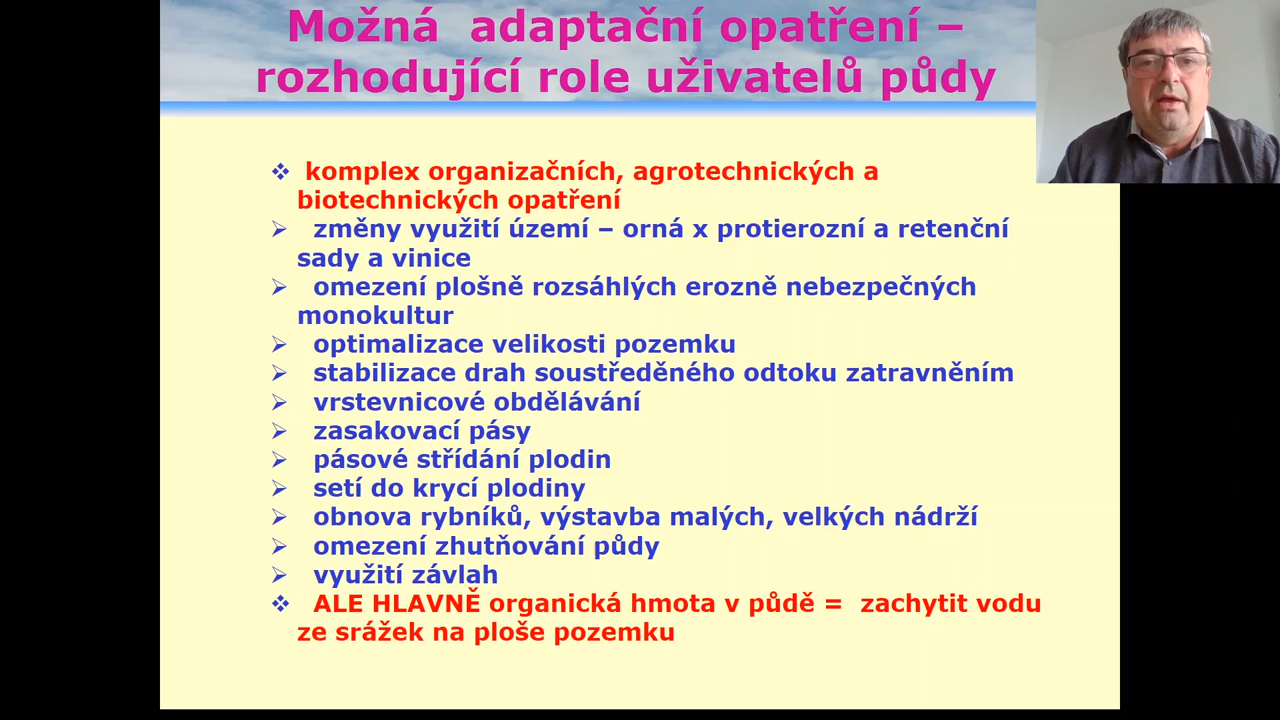 Možná adaptační opatření –
rozhodující role uživatelů půdy
❖ komplex organizačních, agrotechnických a
biotechnických opatření
➢ změny využití území – orná x protierozní a retenční
sady a vinice
➢ omezení plošně rozsáhlých erozně nebezpečných
monokultur
➢ optimalizace velikosti pozemku
➢ stabilizace drah soustředěného odtoku zatravněním
➢ vrstevnicové obdělávání
➢ zasakovací pásy
➢ pásové střídání plodin
➢ setí do krycí plodiny
➢ obnova rybníků, výstavba malých, velkých nádrží
➢ omezení zhutňování půdy
➢ využití závlah
❖ ALE HLAVNĚ organická hmota v půdě = zachytit vodu
ze srážek na ploše pozemku